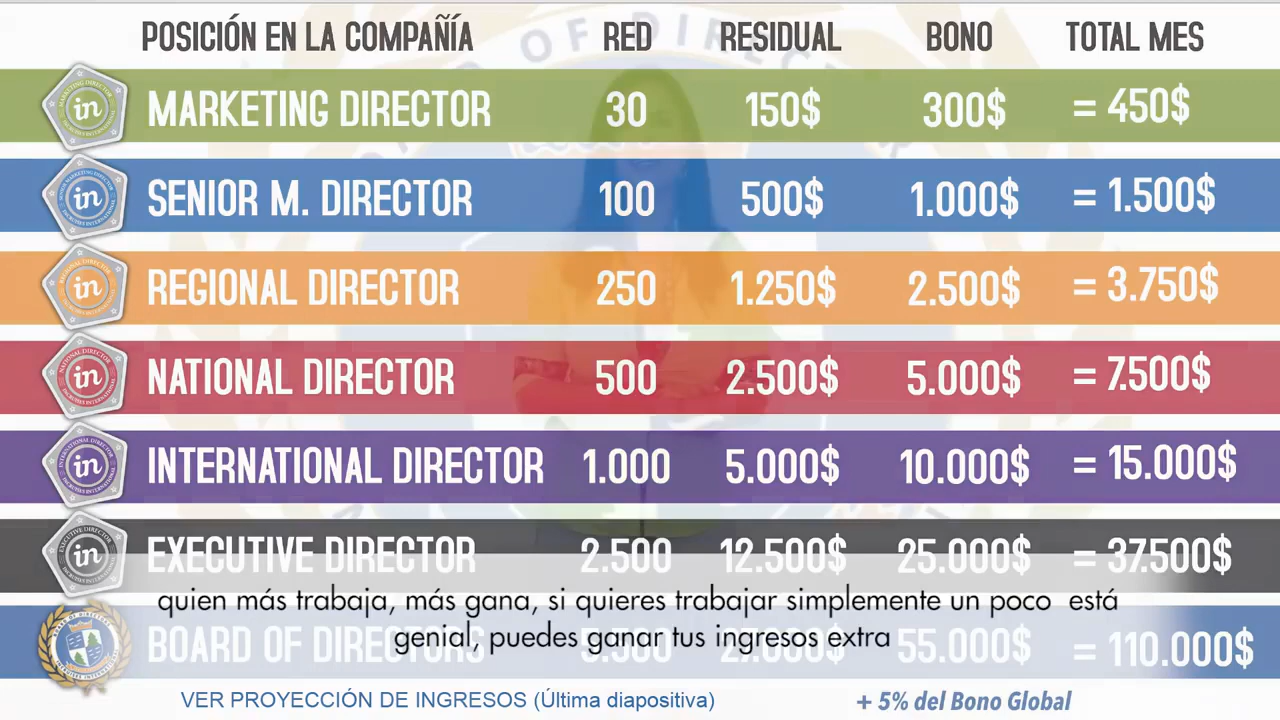 POSICIÓN EN LA COMPAÑÍA RED RESIDUAL BONO TOTAL MES
MARKETING DIRECTOR 30 150$ 300$ = 450$
SENIOR M. DIRECTOR 100 500$ 1.000$ = 1.500$
REGIONAL DIRECTOR 250 1.250$ 2.500$ = 3.750$
NATIONAL DIRECTOR 500 2.500$ 5.000$ = 7.500$
INTERNATIONAL DIRECTOR 1.000 5.000$ 10.000$ = 15.000$
EXECUTIVE DIRECTOR 2.500 12.500$ 25.000$ = 37.500$
quien más trabaja, más gana, si quieres trabajar simplemente un poco está
genial, puedes ganar tus ingresos extra
BOARD OF DIRECTORS 55.000$ = 110.000$
VER PROYECCIÓN DE INGRESOS (Última diapositiva) + 5% del Bono Global